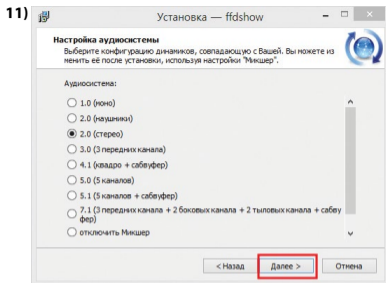 11)
Установка — ffdshow
Настройка аудиосистемы
Выберите конфигурацию динамиков, совпадающую с Вашей. Вы можете из
менить её после установки, используя настройки "Микшер".
Аудиосистема:
1.0 (моно)
2.0 (наушники)
2.0 (стерео)
3.0 (3 передних канала)
4.1 (квадро + сабвуфер)
5.0 (5 каналов)
5.1 (5 каналов + сабвуфер)
7.1 (3 передних канала + 2 боковых канала + 2 тыловых канала + сабву
фер)
отключить Микшер
< Назад
Далее >
Отмена